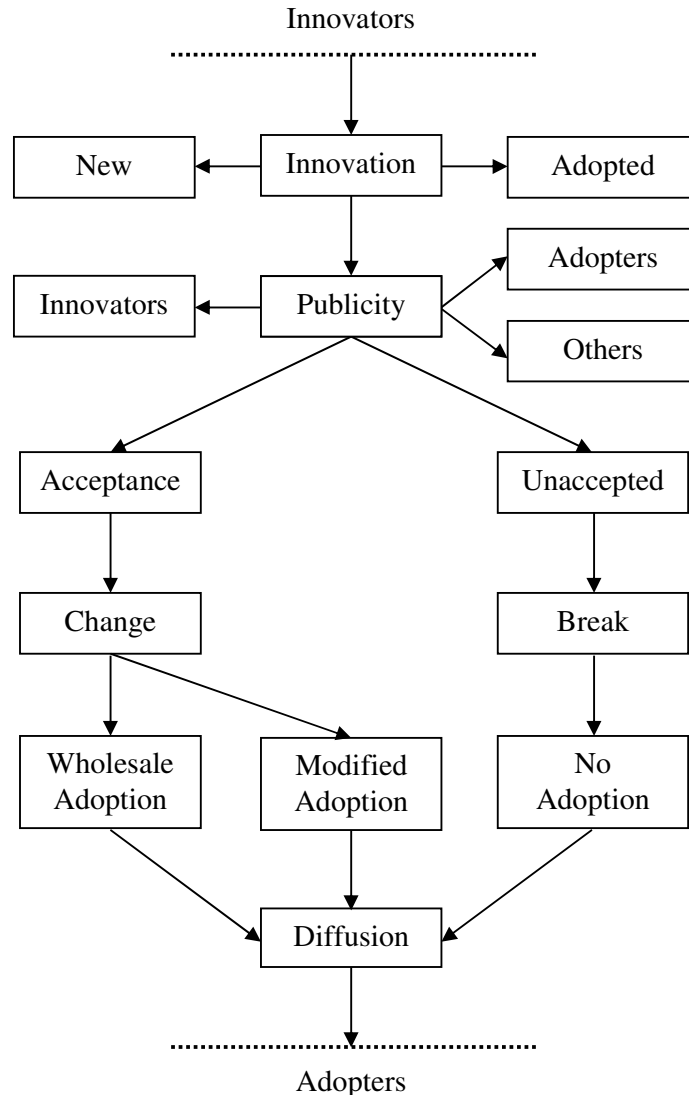 Innovators
New
Innovation
Adopted
Adopters
Innovators
Publicity
Others
Acceptance
Unaccepted
Change
Break
Wholesale
Adoption
Modified
Adoption
No
Adoption
Diffusion
Adopters